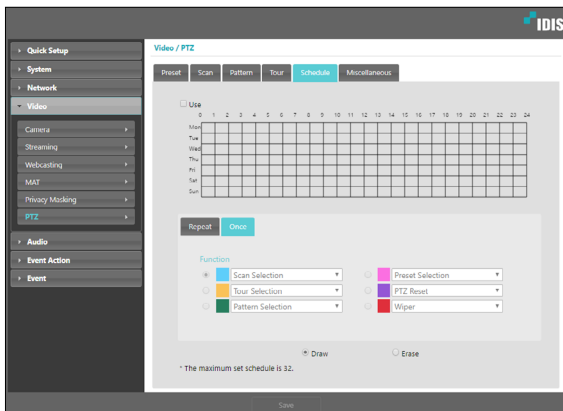 IDIS
Quick Setup
System
Network
Video
Camera
Streaming
Webcasting
MAT
Privacy Masking
PTZ
Audio
Event Action
Event
Video / PTZ
Preset Scan Pattern Tour Schedule Miscellaneous
Use
0 1 2 3 4 5 6 7 8 9 10 11 12 13 14 15 16 17 18 19 20 21 22 23 24
Mon
Tue
Wed
Thu
Fri
Sat
Sun
Repeat Once
Function
Scan Selection Preset Selection
Tour Selection PTZ Reset
Pattern Selection Wiper
Draw Erase
* The maximum set schedule is 32.
Save